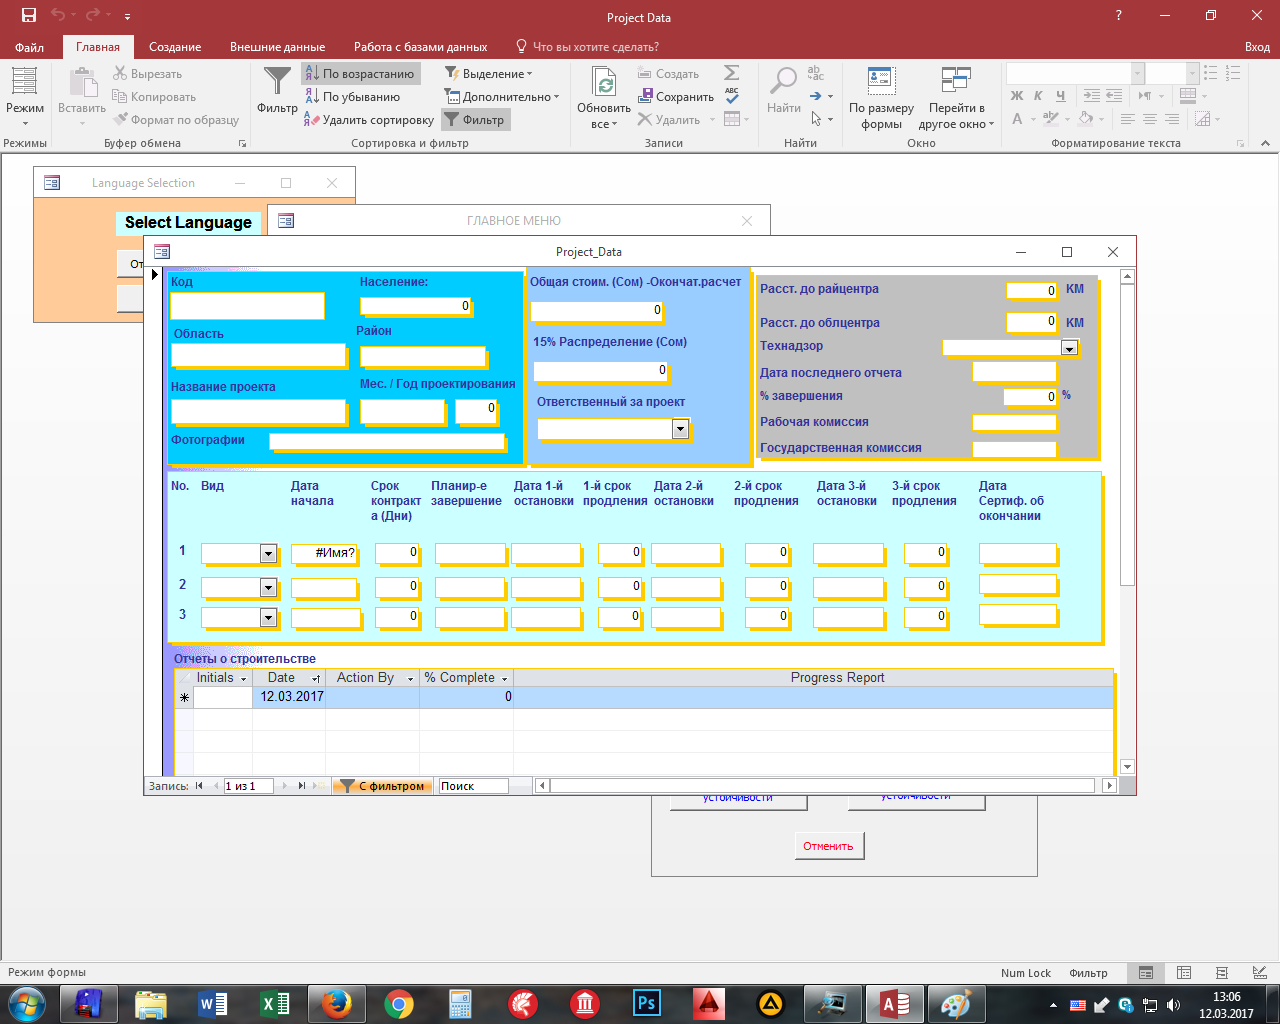 Project Data
?
Файл
Главная
Создание
Внешние данные
Работа с базами данных
Что вы хотите сделать?
Вход
Режим
Вставить
Вырезать
Копировать
Формат по образцу
Фильтр
По возрастанию
По убыванию
Удалить сортировку
Выделение
Дополнительно
Фильтр
Обновить
все
Создать
Сохранить
Удалить
ABC
Найти
ab
ac
По размеру
формы
Перейти в
другое окно
Ж К Ч
A
Режимы
Буфер обмена
Сортировка и фильтр
Записи
Найти
Окно
Форматирование текста
Language Selection
Select Language
От
ГЛАВНОЕ МЕНЮ
Project_Data
Код
Население:
0
Область
Район
Название проекта
Мес. / Год проектирования
0
Фотографии
Общая стоим. (Сом) -Окончат.расчет
0
15% Распределение (Сом)
0
Ответственный за проект
Расст. до райцентра
0 KM
Расст. до облцентра
0 KM
Технадзор
Дата последнего отчета
% завершения
0 %
Рабочая комиссия
Государственная комиссия
No.
Вид
Дата
начала
Срок
контракт
а (Дни)
Планир-е
завершение
Дата 1-й
остановки
1-й срок
продления
Дата 2-й
остановки
2-й срок
продления
Дата 3-й
остановки
3-й срок
продления
Дата
Сертиф. об
окончании
1 #Имя? 0 0 0 0
2 0 0 0 0
3 0 0 0 0
Отчеты о строительстве
Initials Date Action By % Complete Progress Report
12.03.2017 0
Запись:
1 из 1
С фильтром
Поиск
устойчивости
устойчивости
Отменить
Режим формы
Num Lock
Фильтр
13:06
12.03.2017